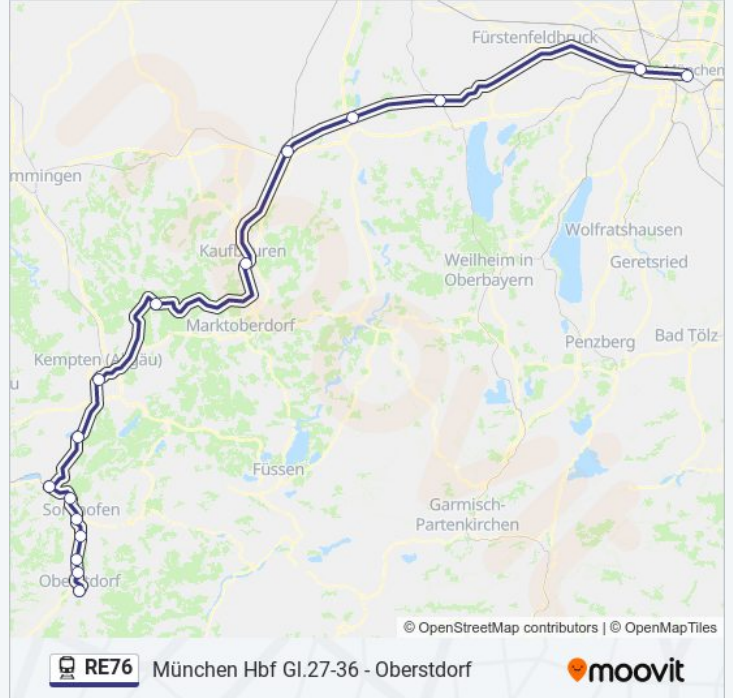 Fürstenfeldbruck
München
mmingen
Wolfratshausen
Kaufbeuren
Weilheim in
Oberbayern
Geretsried
Marktoberdorf
Penzberg
Bad Tölz
Kempten (Allgäu)
u
Füssen
Garmisch-
Partenkirchen
Sonthofen
Oberstdorf
© OpenStreetMap contributors | © OpenMapTiles
RE76 München Hbf Gl.27-36 - Oberstdorf
moovit